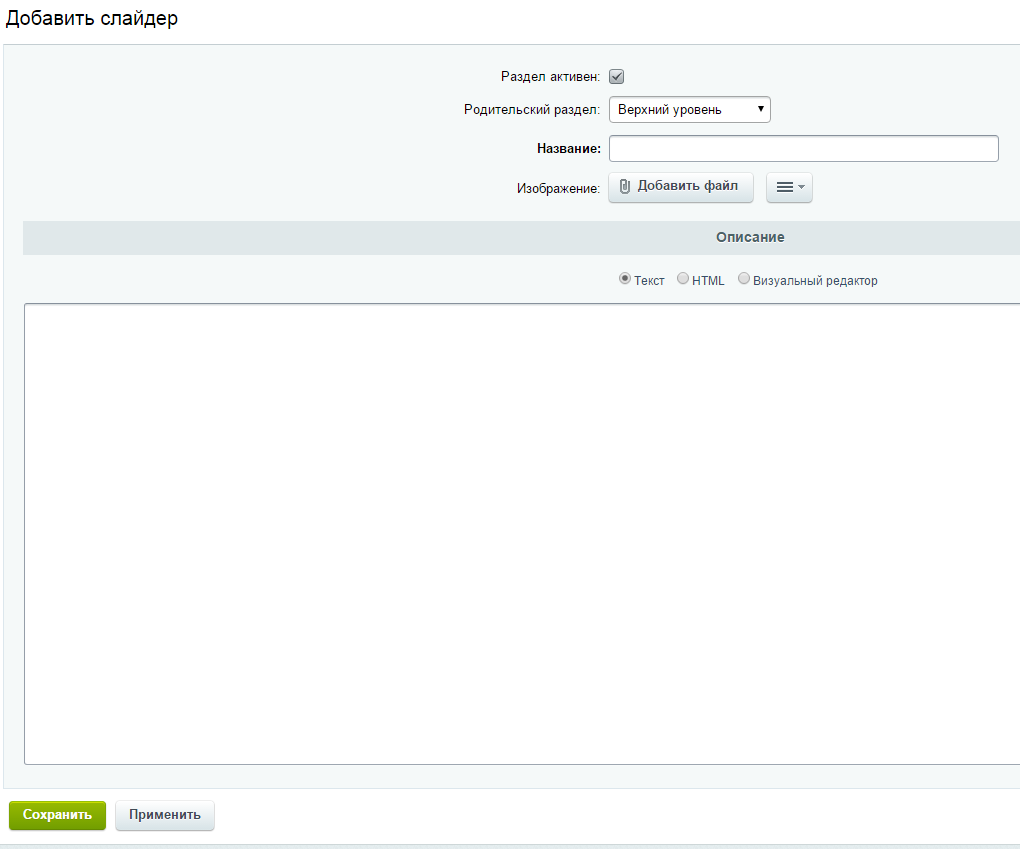 Добавить слайдер
Раздел активен:
Родительский раздел: Верхний уровень
Название:
Изображение: Добавить файл
Описание
Текст HTML Визуальный редактор
Сохранить Применить